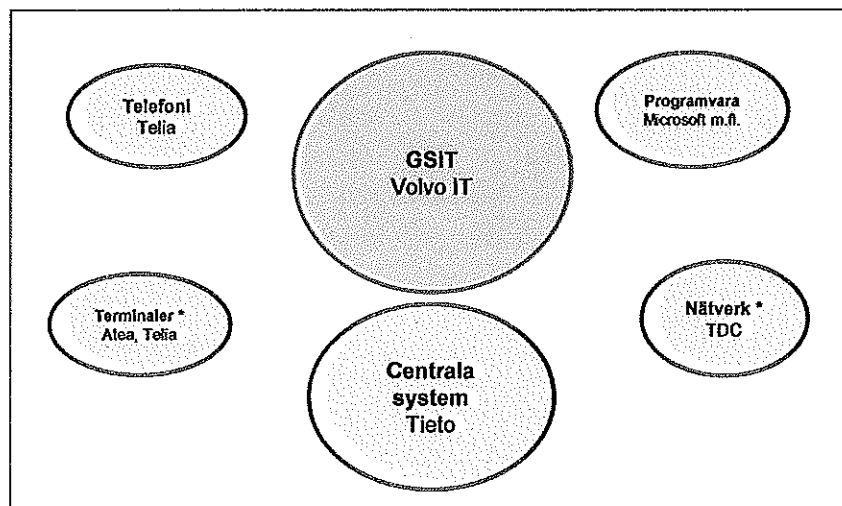 Telefoni
Telia
GSIT
Volvo IT
Programvara
Microsoft m.fl.
Terminaler *
Atea, Telia
Centrala
system
Tieto
Nätverk *
TDC